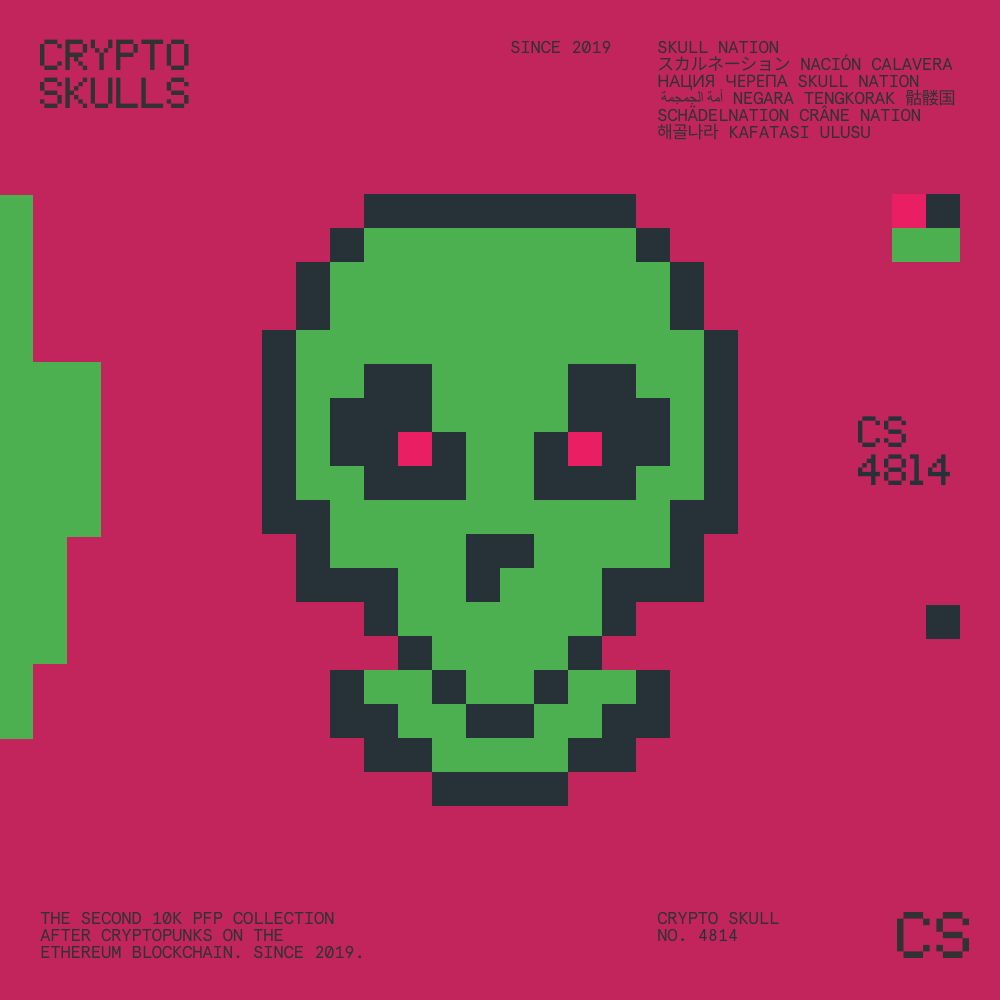 CRYPTO
SKULLS
SINCE 2019
SKULL NATION
スカルネーション NACIÓN CALAVERA
НАЦИЯ ЧЕРЕПА SKULL NATION
أمة الجمجمة NEGARA TENGKORAK 骷髅国
SCHÄDELNATION CRÂNE NATION
해골나라 KAFATASI ULUSU
CS
4814
THE SECOND 10K PFP COLLECTION
AFTER CRYPTOPUNKS ON THE
ETHEREUM BLOCKCHAIN. SINCE 2019.
CRYPTO SKULL
NO. 4814
CS